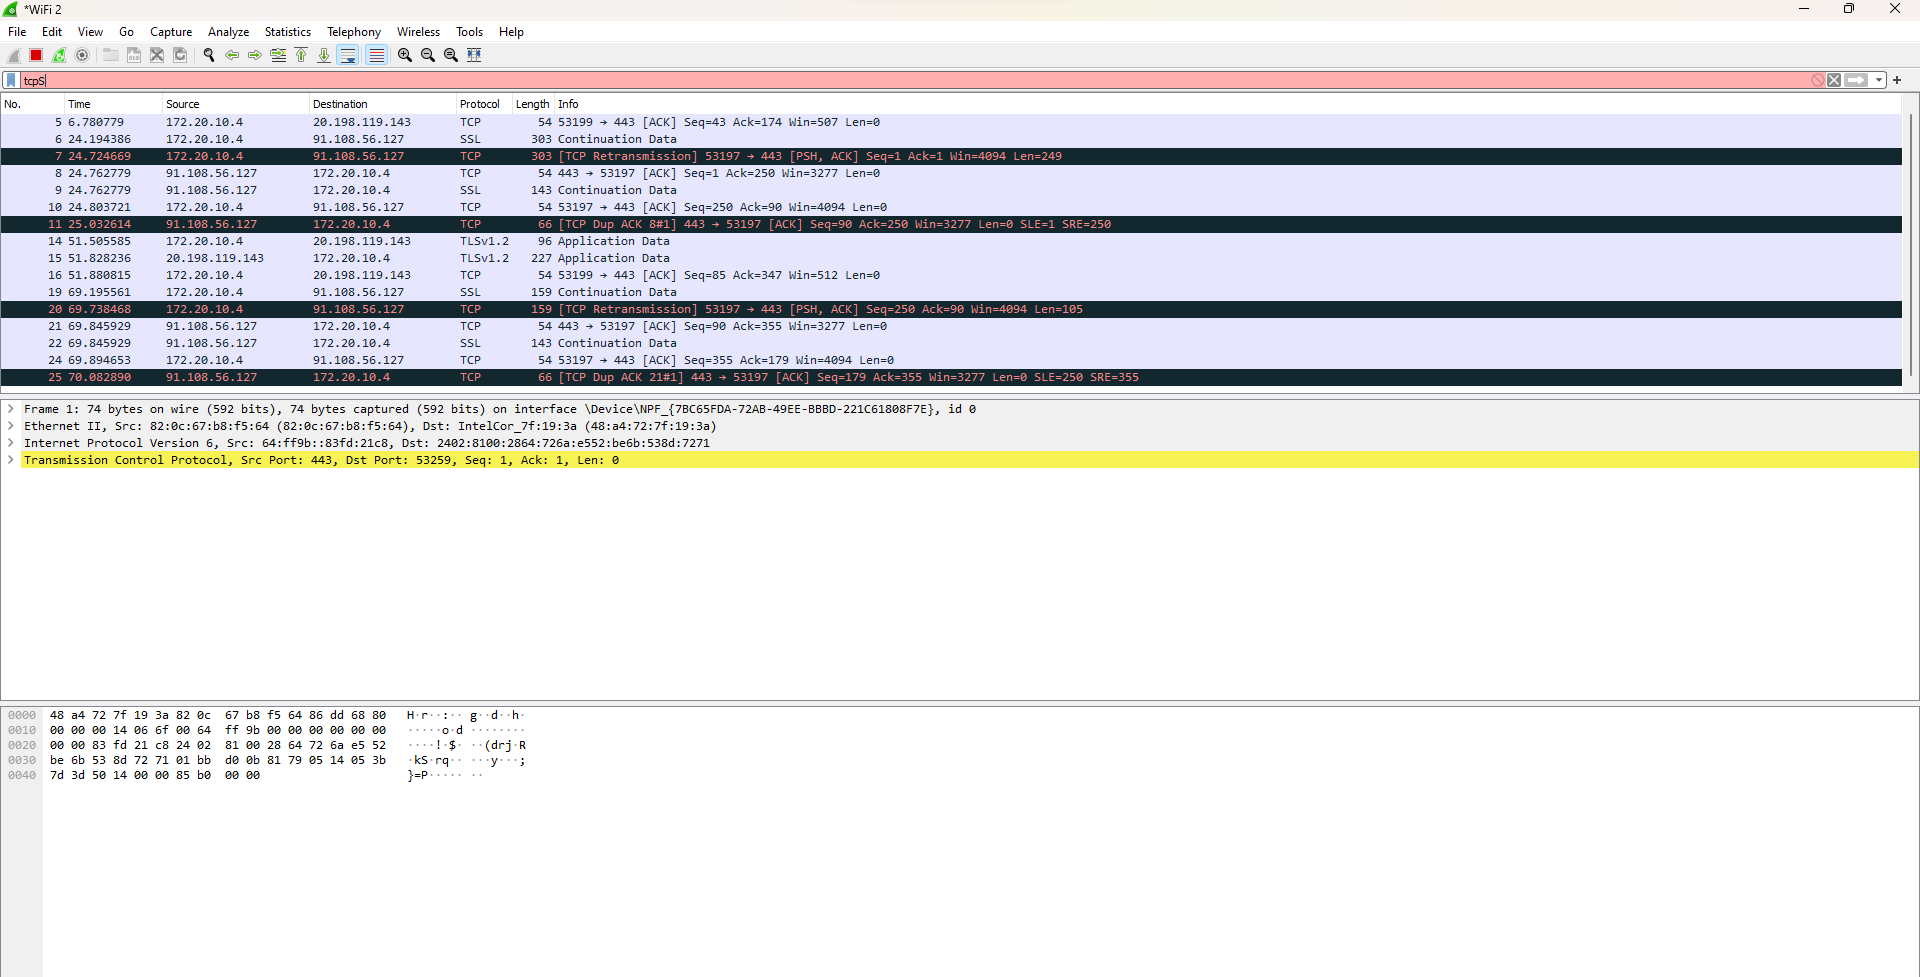 *WiFi 2
File Edit View Go Capture Analyze Statistics Telephony Wireless Tools Help
tcpS
No. Time Source Destination Protocol Length Info
5 6.780779 172.20.10.4 20.198.119.143 TCP 54 53199 → 443 [ACK] Seq=43 Ack=174 Win=507 Len=0
6 24.194386 172.20.10.4 91.108.56.127 SSL 303 Continuation Data
7 24.724669 172.20.10.4 91.108.56.127 TCP 303 [TCP Retransmission] 53197 → 443 [PSH, ACK] Seq=1 Ack=1 Win=4094 Len=249
8 24.762779 91.108.56.127 172.20.10.4 TCP 54 443 → 53197 [ACK] Seq=1 Ack=250 Win=3277 Len=0
9 24.762779 91.108.56.127 172.20.10.4 SSL 143 Continuation Data
10 24.803721 172.20.10.4 91.108.56.127 TCP 54 53197 → 443 [ACK] Seq=250 Ack=90 Win=4094 Len=0
11 25.032614 91.108.56.127 172.20.10.4 TCP 66 [TCP Dup ACK 8#1] 443 → 53197 [ACK] Seq=90 Ack=250 Win=3277 Len=0 SLE=1 SRE=250
14 51.505585 172.20.10.4 20.198.119.143 TLSv1.2 96 Application Data
15 51.828236 20.198.119.143 172.20.10.4 TLSv1.2 227 Application Data
16 51.880815 172.20.10.4 20.198.119.143 TCP 54 53199 → 443 [ACK] Seq=85 Ack=347 Win=512 Len=0
19 69.195561 172.20.10.4 91.108.56.127 SSL 159 Continuation Data
20 69.738468 172.20.10.4 91.108.56.127 TCP 159 [TCP Retransmission] 53197 → 443 [PSH, ACK] Seq=250 Ack=90 Win=4094 Len=105
21 69.845929 91.108.56.127 172.20.10.4 TCP 54 443 → 53197 [ACK] Seq=90 Ack=355 Win=3277 Len=0
22 69.845929 91.108.56.127 172.20.10.4 SSL 143 Continuation Data
24 69.894653 172.20.10.4 91.108.56.127 TCP 54 53197 → 443 [ACK] Seq=355 Ack=179 Win=4094 Len=0
25 70.082890 91.108.56.127 172.20.10.4 TCP 66 [TCP Dup ACK 21#1] 443 → 53197 [ACK] Seq=179 Ack=355 Win=3277 Len=0 SLE=250 SRE=355
Frame 1: 74 bytes on wire (592 bits), 74 bytes captured (592 bits) on interface \Device\NPF_{7BC65FDA-72AB-49EE-BBBD-221C61808F7E}, id 0
Ethernet II, Src: 82:0c:67:b8:f5:64 (82:0c:67:b8:f5:64), Dst: IntelCor_7f:19:3a (48:a4:72:7f:19:3a)
Internet Protocol Version 6, Src: 64:ff9b::83fd:21c8, Dst: 2402:8100:2864:726a:e552:be6b:538d:7271
Transmission Control Protocol, Src Port: 443, Dst Port: 53259, Seq: 1, Ack: 1, Len: 0
0000 48 a4 72 7f 19 3a 82 0c 67 b8 f5 64 86 dd 68 80 H·r··:·· g··d··h·
0010 00 00 00 14 06 6f 00 64 ff 9b 00 00 00 00 00 00 ·····o·d ········
0020 00 00 83 fd 21 c8 24 02 81 00 28 64 72 6a e5 52 ····!·$· ··(drj·R
0030 be 6b 53 8d 72 71 01 bb d0 0b 81 79 05 14 05 3b ·kS·rq·· ···y···;
0040 7d 3d 50 14 00 00 85 b0 00 00 }=P····· ··